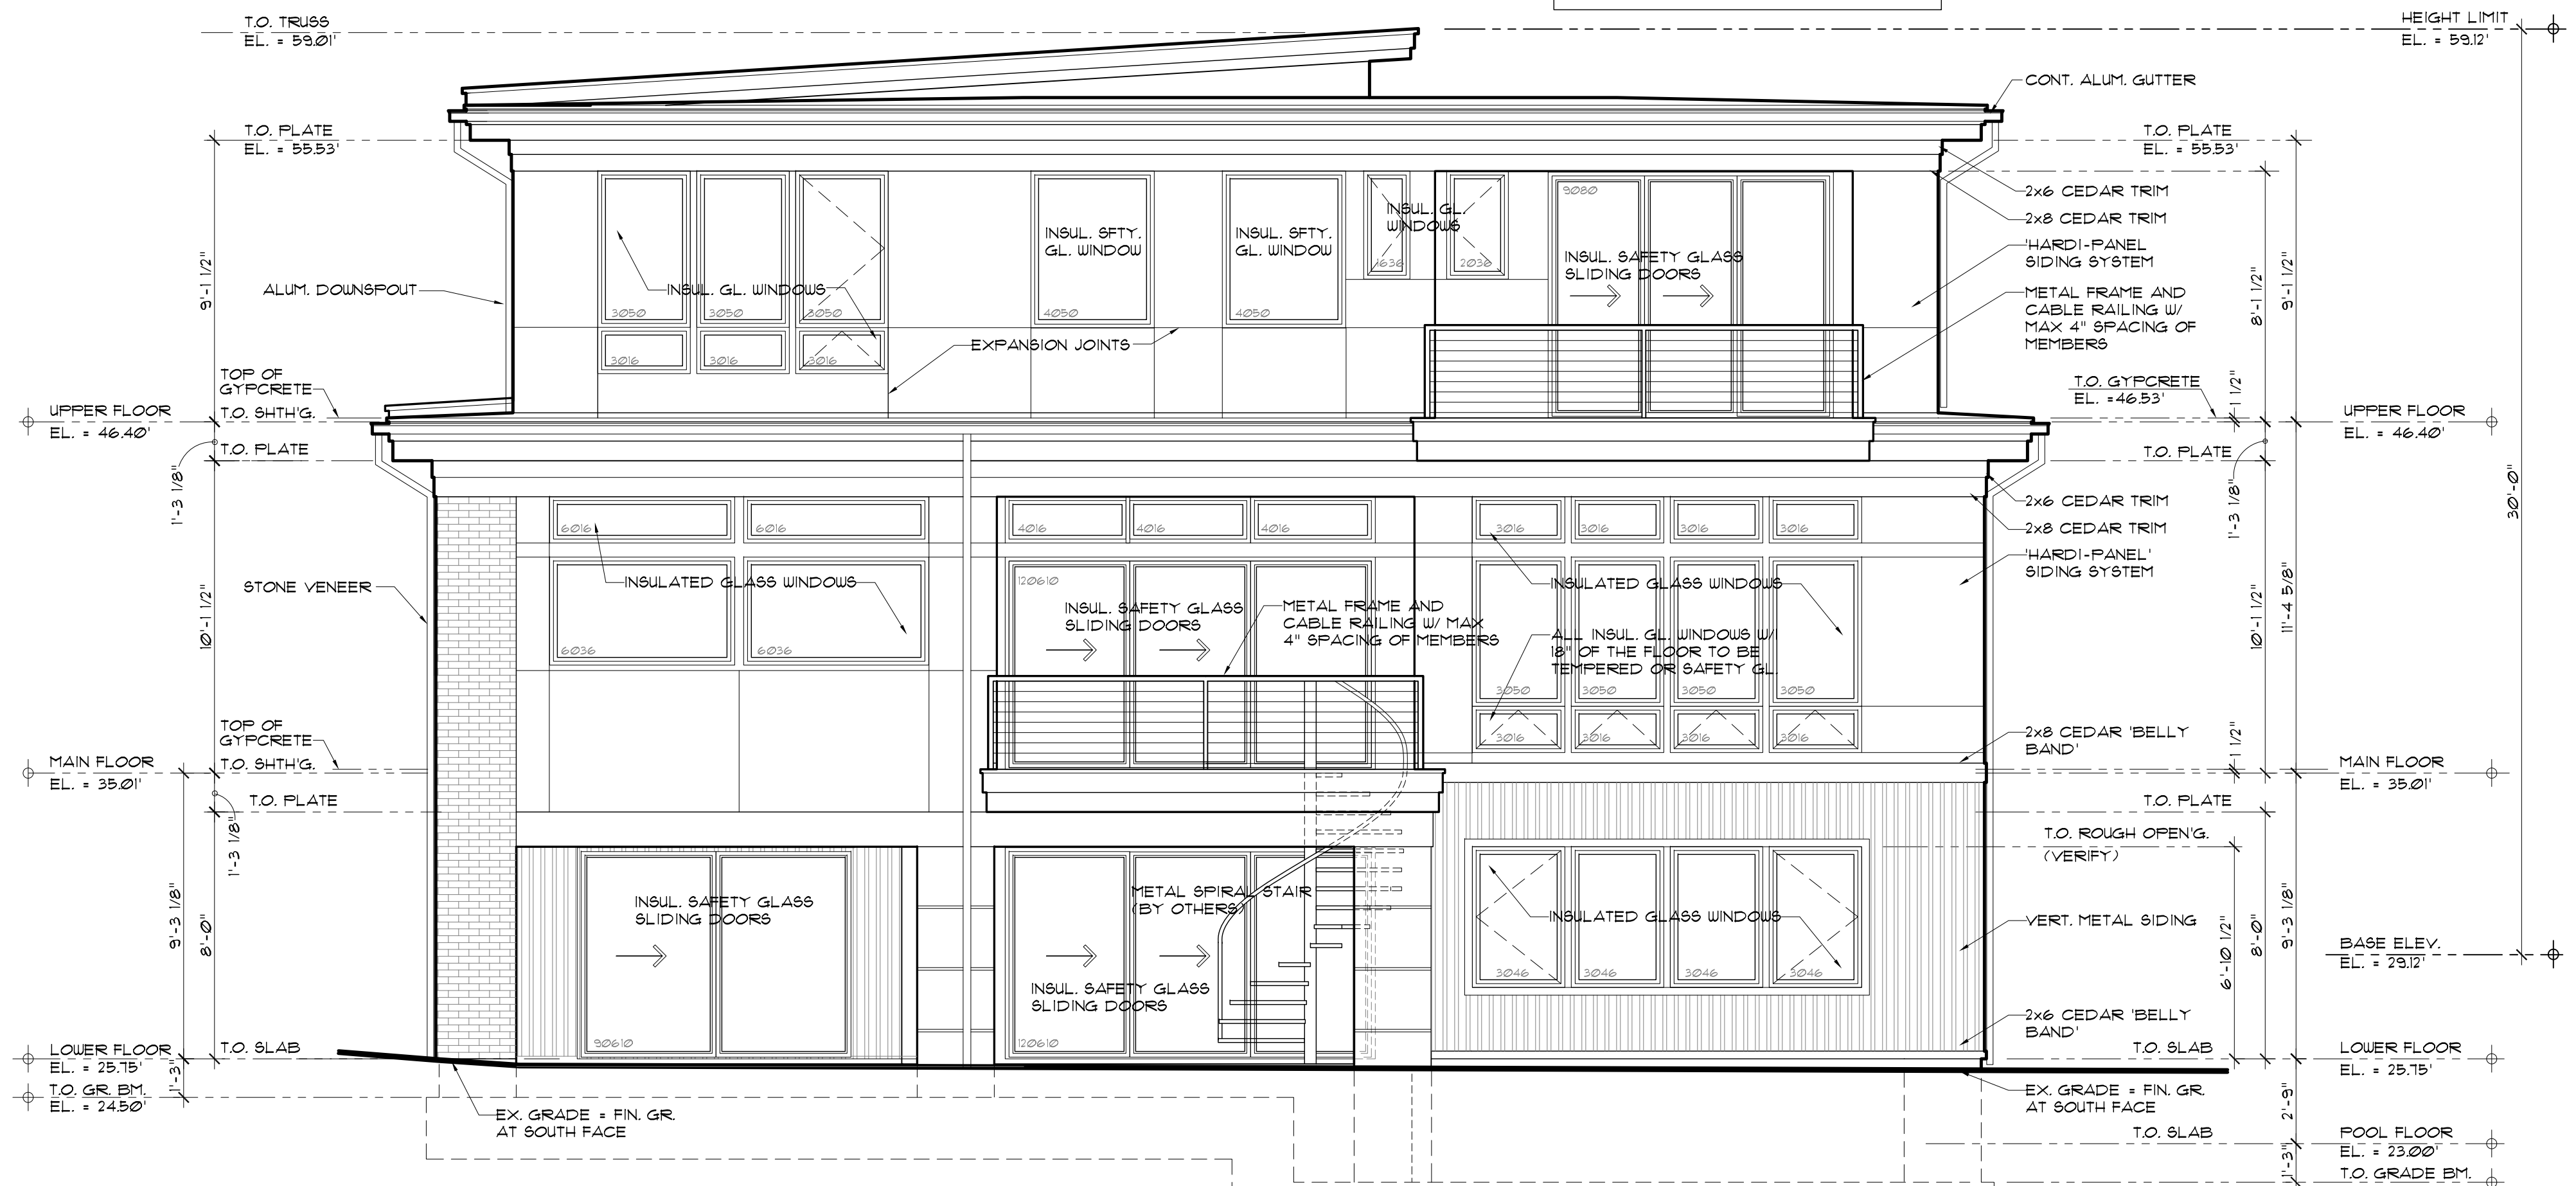 T.O. TRUSS
EL. = 59.01'
HEIGHT LIMIT
EL. = 59.12'
CONT. ALUM. GUTTER
T.O. PLATE
EL. = 55.53'
T.O. PLATE
EL. = 55.53'
2x6 CEDAR TRIM
2x8 CEDAR TRIM
'HARDI-PANEL
SIDING SYSTEM
METAL FRAME AND
CABLE RAILING W/
MAX 4" SPACING OF
MEMBERS
9'-1 1/2"
ALUM. DOWNSPOUT
INSUL. GL. WINDOWS
3050
3050
3050
3016
3016
3016
INSUL. SFTY.
GL. WINDOW
4050
INSUL. SFTY.
GL. WINDOW
4050
INSUL. GL.
WINDOWS
1636
2036
9080
INSUL. SAFETY GLASS
SLIDING DOORS
EXPANSION JOINTS
8'-1 1/2"
9'-1 1/2"
TOP OF
GYPCRETE
T.O. SHTH'G.
UPPER FLOOR
EL. = 46.40'
T.O. PLATE
1'-3 1/8"
T.O. GYPCRETE
EL. =46.53'
1 1/2"
UPPER FLOOR
EL. = 46.40'
T.O. PLATE
1'-3 1/8"
30'-0"
2x6 CEDAR TRIM
2x8 CEDAR TRIM
'HARDI-PANEL'
SIDING SYSTEM
STONE VENEER
10'-1 1/2"
6016
6016
INSULATED GLASS WINDOWS
6036
6036
4016
4016
4016
120610
INSUL. SAFETY GLASS
SLIDING DOORS
METAL FRAME AND
CABLE RAILING W/ MAX
4" SPACING OF MEMBERS
3016
3016
3016
3016
INSULATED GLASS WINDOWS
ALL INSUL. GL. WINDOWS W/I
18" OF THE FLOOR TO BE
TEMPERED OR SAFETY GL.
3050
3050
3050
3050
3016
3016
3016
3016
10'-1 1/2"
11'-4 5/8"
2x8 CEDAR 'BELLY
BAND'
1 1/2"
TOP OF
GYPCRETE
T.O. SHTH'G.
MAIN FLOOR
EL. = 35.01'
T.O. PLATE
1'-3 1/8"
MAIN FLOOR
EL. = 35.01'
T.O. PLATE
T.O. ROUGH OPEN'G.
(VERIFY)
9'-3 1/8"
8'-0"
INSUL. SAFETY GLASS
SLIDING DOORS
90610
METAL SPIRAL STAIR
(BY OTHERS)
INSUL. SAFETY GLASS
SLIDING DOORS
120610
INSULATED GLASS WINDOWS
3046
3046
3046
3046
VERT. METAL SIDING
6'-10 1/2"
8'-0"
9'-3 1/8"
BASE ELEV.
EL. = 29.12'
2x6 CEDAR 'BELLY
BAND'
LOWER FLOOR
EL. = 25.75'
T.O. SLAB
1'-3"
T.O. GR. BM.
EL. = 24.50'
T.O. SLAB
LOWER FLOOR
EL. = 25.75'
EX. GRADE = FIN. GR.
AT SOUTH FACE
EX. GRADE = FIN. GR.
AT SOUTH FACE
2'-9"
T.O. SLAB
POOL FLOOR
EL. = 23.00'
1'-3"
T.O. GRADE BM.